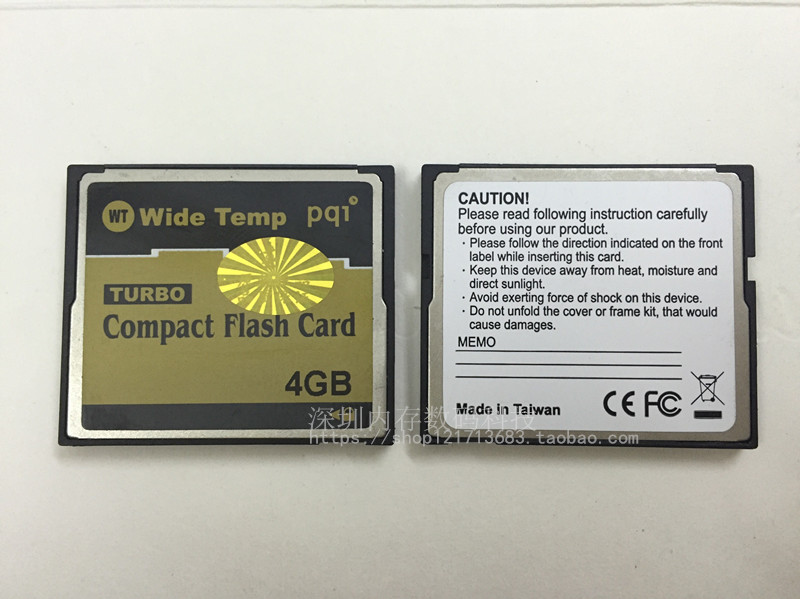 WT Wide Temp pqi
TURBO
Compact Flash Card
4GB
CAUTION!
Please read following instruction carefully
before using our product.
· Please follow the direction indicated on the front
label while inserting this card.
· Keep this device away from heat, moisture and
direct sunlight.
· Avoid exerting force of shock on this device.
· Do not unfold the cover or frame kit, that would
cause damages.
MEMO
Made in Taiwan
CE FC
深圳内存数码科技
https://shop121713683.taobao.com